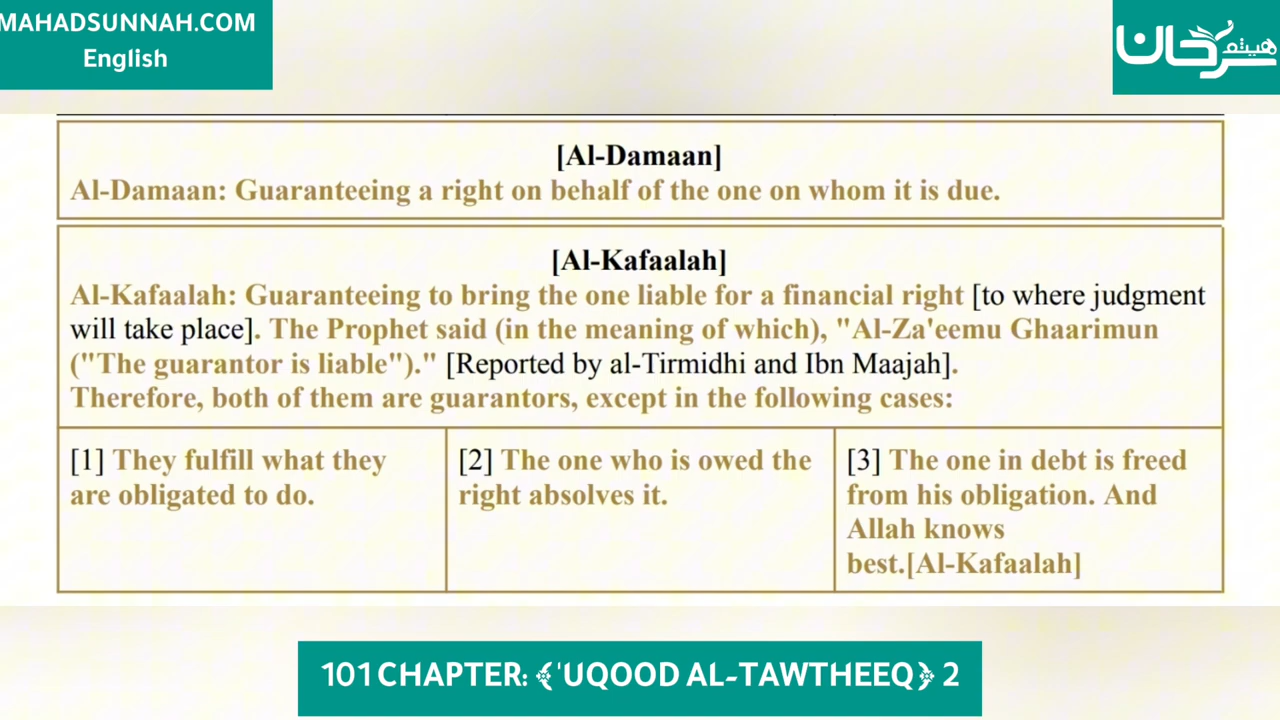 MAHADSUNNAH.COM
English
هيثم
سرحان
[Al-Damaan]
Al-Damaan: Guaranteeing a right on behalf of the one on whom it is due.
[Al-Kafaalah]
Al-Kafaalah: Guaranteeing to bring the one liable for a financial right [to where judgment
will take place]. The Prophet said (in the meaning of which), "Al-Za'eemu Ghaarimun
("The guarantor is liable")." [Reported by al-Tirmidhi and Ibn Maajah].
Therefore, both of them are guarantors, except in the following cases:
[1] They fulfill what they
are obligated to do.
[2] The one who is owed the
right absolves it.
[3] The one in debt is freed
from his obligation. And
Allah knows
best.[Al-Kafaalah]
101 CHAPTER: ﴾'UQOOD AL-TAWTHEEQ﴿ 2